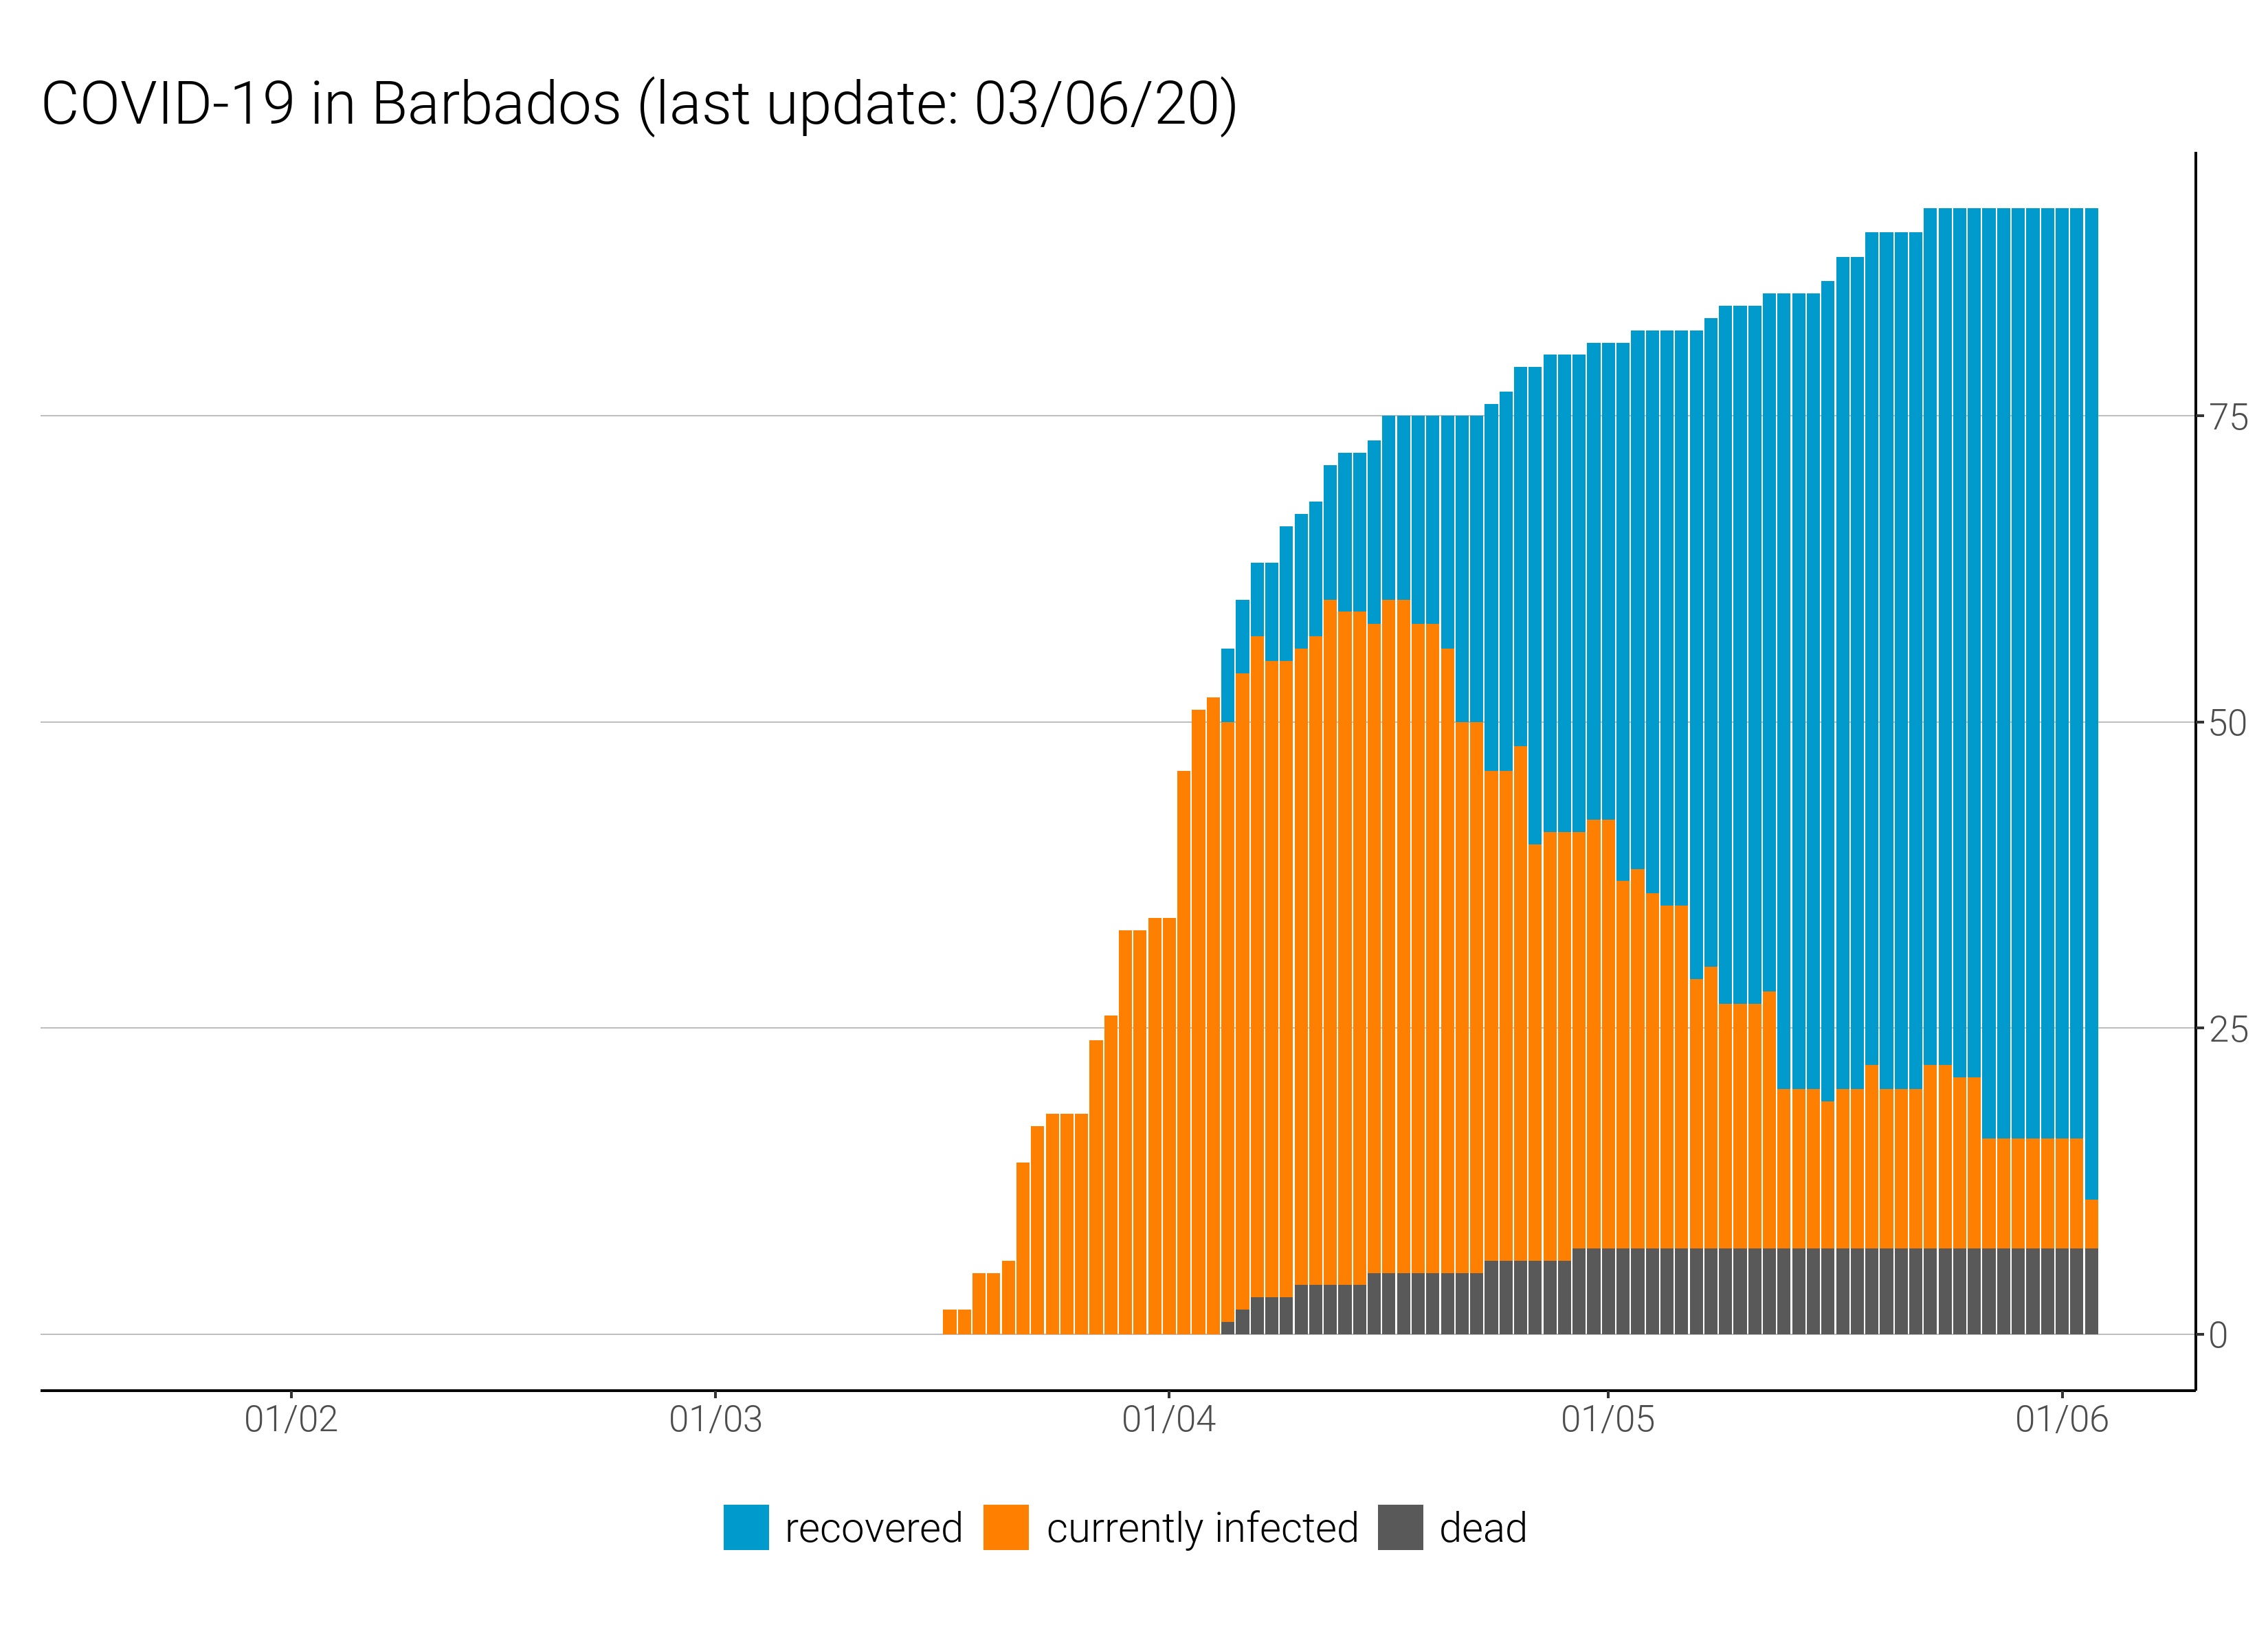 COVID-19 in Barbados (last update: 03/06/20)
75
50
25
0
01/02 01/03 01/04 01/05 01/06
recovered currently infected dead